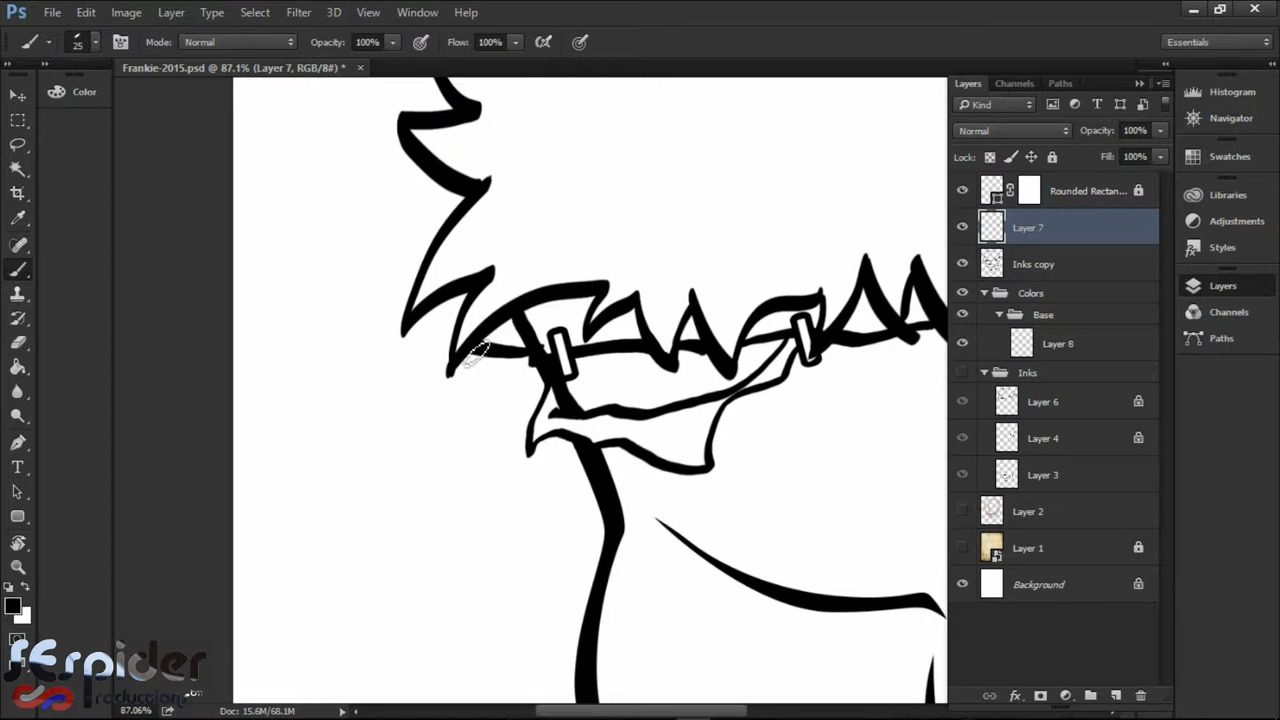 Ps File Edit Image Layer Type Select Filter 3D View Window Help
25 Mode: Normal Opacity: 100% Flow: 100% Essentials
Frankie-2015.psd @ 87.1% (Layer 7, RGB/8#) *
Color
Layers Channels Paths
Kind
Normal Opacity: 100%
Lock: Fill: 100%
Rounded Rectan...
Layer 7
Inks copy
Colors
Base
Layer 8
Inks
Layer 6
Layer 4
Layer 3
Layer 2
Layer 1
Background
Histogram
Navigator
Swatches
Libraries
Adjustments
Styles
Layers
Channels
Paths
SEspider
productions
87.06% Doc: 15.6M/68.1M